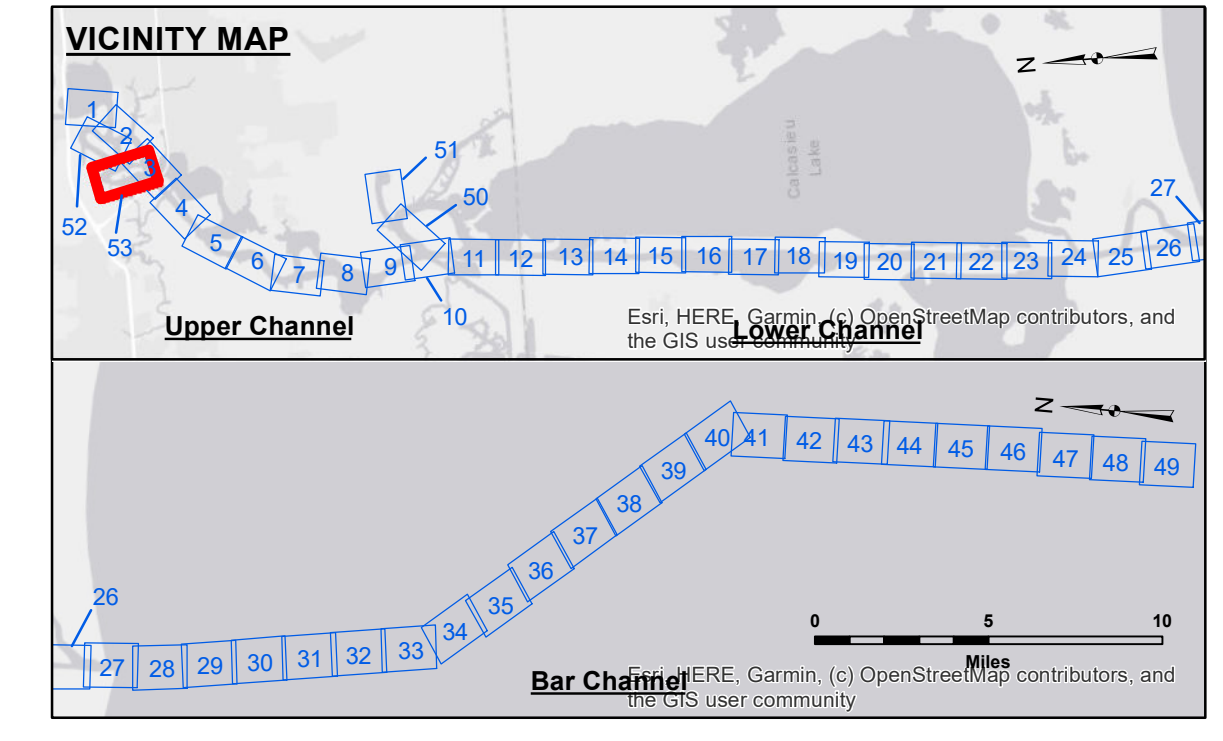 VICINITY MAP
N
1
2
3
52
53
4
5
6
7
8
9
10
51
50
11 12 13 14 15 16 17 18 19 20 21 22 23 24 25 26
27
Calcasieu
Lake
Upper Channel
Lower Channel
Esri, HERE, Garmin, (c) OpenStreetMap contributors, and
the GIS user community
N
40 41 42 43 44 45 46 47 48 49
39
38
37
36
35
34
26
27 28 29 30 31 32 33
0 5 10
Miles
Bar Channel
Esri, HERE, Garmin, (c) OpenStreetMap contributors, and
the GIS user community